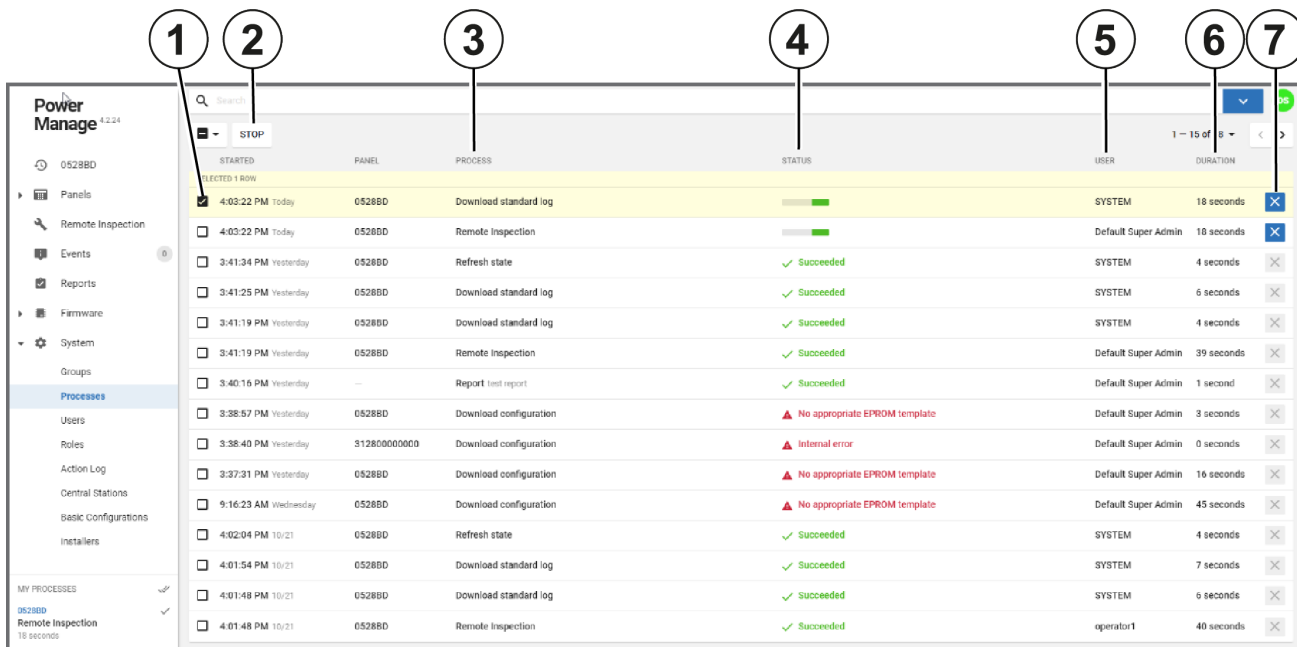 1 2 3 4 5 6 7
Power
Manage 4.2.24
0528BD
Panels
Remote Inspection
Events 0
Reports
Firmware
System
Groups
Processes
Users
Roles
Action Log
Central Stations
Basic Configurations
Installers
MY PROCESSES
0528BD
Remote Inspection
18 seconds
Search
STOP 1 – 15 of 8
STARTED PANEL PROCESS STATUS USER DURATION
SELECTED 1 ROW
4:03:22 PM Today 0528BD Download standard log SYSTEM 18 seconds
4:03:22 PM Today 0528BD Remote Inspection Default Super Admin 18 seconds
3:41:34 PM Yesterday 0528BD Refresh state Succeeded SYSTEM 4 seconds
3:41:25 PM Yesterday 0528BD Download standard log Succeeded SYSTEM 6 seconds
3:41:19 PM Yesterday 0528BD Download standard log Succeeded SYSTEM 4 seconds
3:41:19 PM Yesterday 0528BD Remote Inspection Succeeded Default Super Admin 39 seconds
3:40:16 PM Yesterday — Report test report Succeeded Default Super Admin 1 second
3:38:57 PM Yesterday 0528BD Download configuration No appropriate EPROM template Default Super Admin 3 seconds
3:38:40 PM Yesterday 312800000000 Download configuration Internal error Default Super Admin 0 seconds
3:37:31 PM Yesterday 0528BD Download configuration No appropriate EPROM template Default Super Admin 16 seconds
9:16:23 AM Wednesday 0528BD Download configuration No appropriate EPROM template Default Super Admin 45 seconds
4:02:04 PM 10/21 0528BD Refresh state Succeeded SYSTEM 4 seconds
4:01:54 PM 10/21 0528BD Download standard log Succeeded SYSTEM 7 seconds
4:01:48 PM 10/21 0528BD Download standard log Succeeded SYSTEM 6 seconds
4:01:48 PM 10/21 0528BD Remote Inspection Succeeded operator1 40 seconds